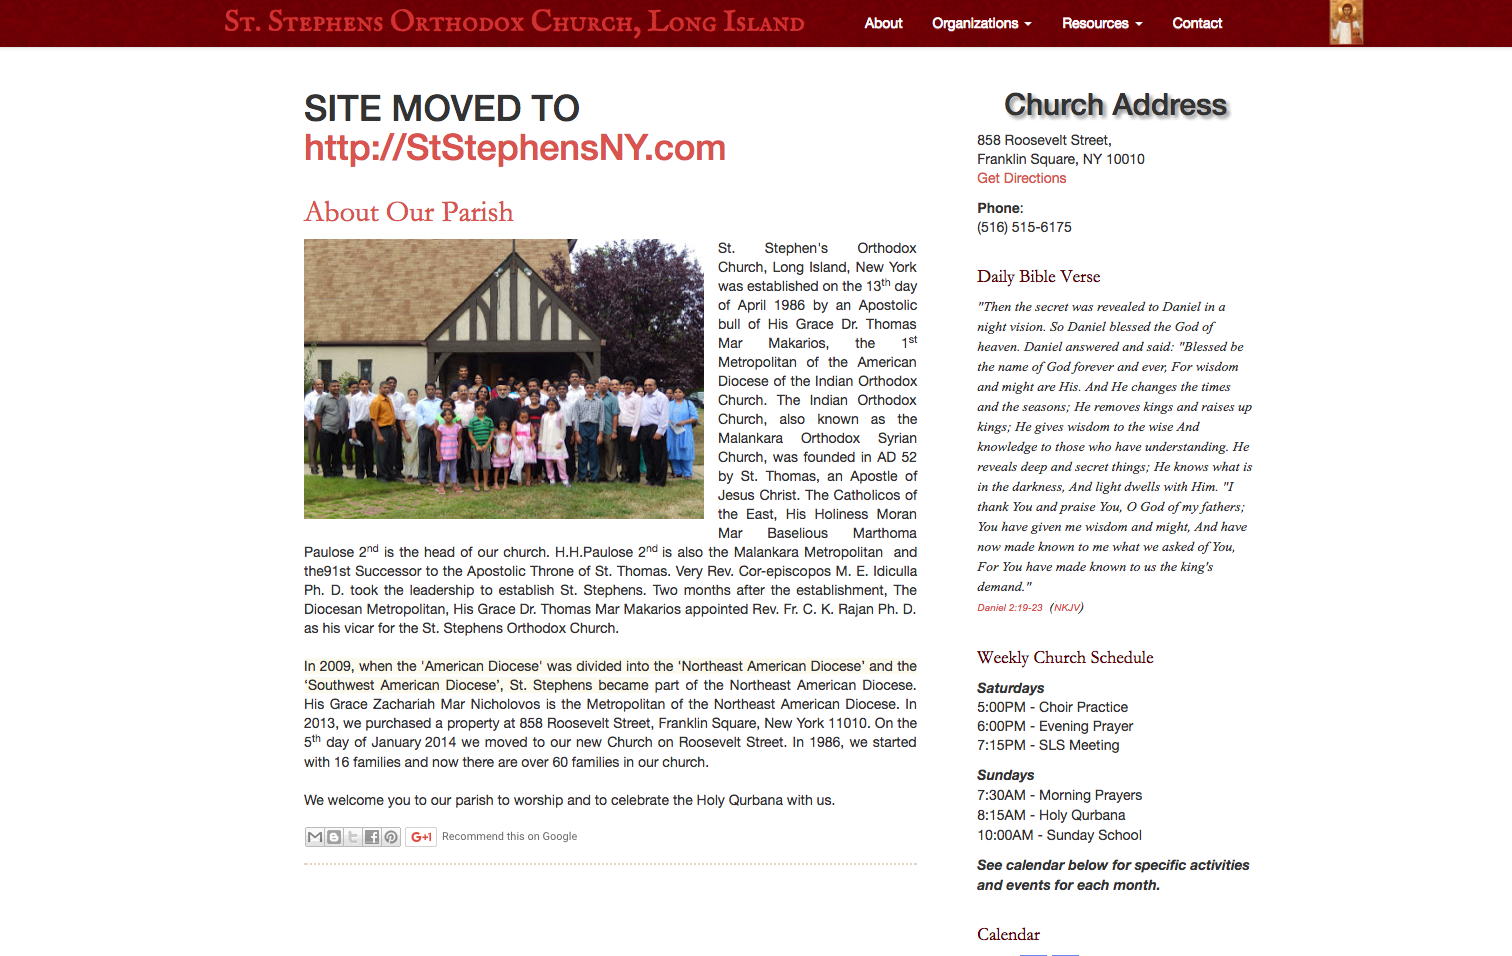 St. Stephens Orthodox Church, Long Island
About
Organizations
Resources
Contact
SITE MOVED TO
http://StStephensNY.com
About Our Parish
St. Stephen's Orthodox
Church, Long Island, New York
was established on the 13th day
of April 1986 by an Apostolic
bull of His Grace Dr. Thomas
Mar Makarios, the 1st
Metropolitan of the American
Diocese of the Indian Orthodox
Church. The Indian Orthodox
Church, also known as the
Malankara Orthodox Syrian
Church, was founded in AD 52
by St. Thomas, an Apostle of
Jesus Christ. The Catholicos of
the East, His Holiness Moran
Mar Baselious Marthoma
Paulose 2nd is the head of our church. H.H.Paulose 2nd is also the Malankara Metropolitan and
the91st Successor to the Apostolic Throne of St. Thomas. Very Rev. Cor-episcopos M. E. Idiculla
Ph. D. took the leadership to establish St. Stephens. Two months after the establishment, The
Diocesan Metropolitan, His Grace Dr. Thomas Mar Makarios appointed Rev. Fr. C. K. Rajan Ph. D.
as his vicar for the St. Stephens Orthodox Church.
In 2009, when the 'American Diocese' was divided into the 'Northeast American Diocese' and the
‘Southwest American Diocese’, St. Stephens became part of the Northeast American Diocese.
His Grace Zachariah Mar Nicholovos is the Metropolitan of the Northeast American Diocese. In
2013, we purchased a property at 858 Roosevelt Street, Franklin Square, New York 11010. On the
5th day of January 2014 we moved to our new Church on Roosevelt Street. In 1986, we started
with 16 families and now there are over 60 families in our church.
We welcome you to our parish to worship and to celebrate the Holy Qurbana with us.
G+1 Recommend this on Google
Church Address
858 Roosevelt Street,
Franklin Square, NY 10010
Get Directions
Phone:
(516) 515-6175
Daily Bible Verse
"Then the secret was revealed to Daniel in a
night vision. So Daniel blessed the God of
heaven. Daniel answered and said: "Blessed be
the name of God forever and ever, For wisdom
and might are His. And He changes the times
and the seasons; He removes kings and raises up
kings; He gives wisdom to the wise And
knowledge to those who have understanding. He
reveals deep and secret things; He knows what is
in the darkness, And light dwells with Him. "I
thank You and praise You, O God of my fathers;
You have given me wisdom and might, And have
now made known to me what we asked of You,
For You have made known to us the king's
demand."
Daniel 2:19-23 (NKJV)
Weekly Church Schedule
Saturdays
5:00PM - Choir Practice
6:00PM - Evening Prayer
7:15PM - SLS Meeting
Sundays
7:30AM - Morning Prayers
8:15AM - Holy Qurbana
10:00AM - Sunday School
See calendar below for specific activities
and events for each month.
Calendar